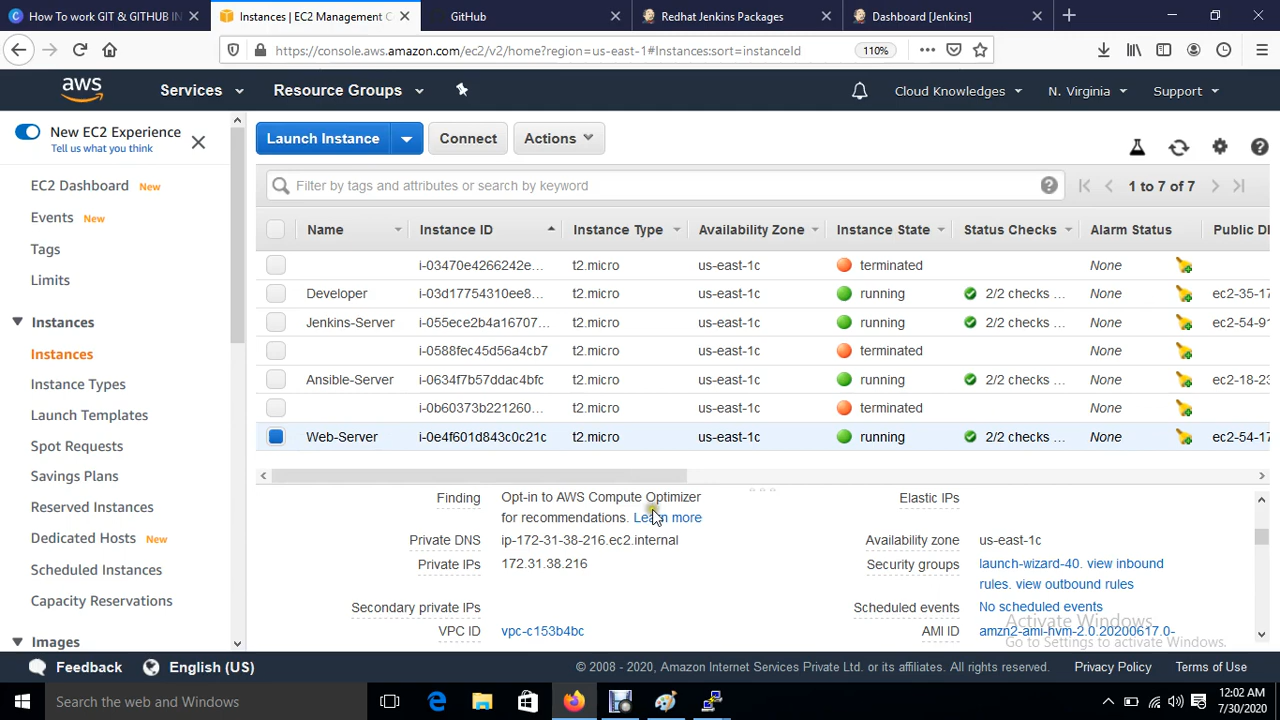 How To work GIT & GITHUB IN
Instances | EC2 Management C
GitHub
Redhat Jenkins Packages
Dashboard [Jenkins]
https://console.aws.amazon.com/ec2/v2/home?region=us-east-1#Instances:sort=instanceId
110%
aws
Services
Resource Groups
Cloud Knowledges
N. Virginia
Support
New EC2 Experience
Tell us what you think
Launch Instance
Connect
Actions
Filter by tags and attributes or search by keyword
1 to 7 of 7
EC2 Dashboard New
Events New
Tags
Limits
Instances
Instances
Instance Types
Launch Templates
Spot Requests
Savings Plans
Reserved Instances
Dedicated Hosts New
Scheduled Instances
Capacity Reservations
Images
Name Instance ID Instance Type Availability Zone Instance State Status Checks Alarm Status Public D
i-03470e4266242e... t2.micro us-east-1c terminated None
Developer i-03d17754310ee8... t2.micro us-east-1c running 2/2 checks ... None ec2-35-17
Jenkins-Server i-055ece2b4a16707... t2.micro us-east-1c running 2/2 checks ... None ec2-54-91
i-0588fec45d56a4cb7 t2.micro us-east-1c terminated None
Ansible-Server i-0634f7b57ddac4bfc t2.micro us-east-1c running 2/2 checks ... None ec2-18-23
i-0b60373b221260... t2.micro us-east-1c terminated None
Web-Server i-0e4f601d843c0c21c t2.micro us-east-1c running 2/2 checks ... None ec2-54-17
Finding Opt-in to AWS Compute Optimizer
for recommendations. Learn more
Elastic IPs
Private DNS ip-172-31-38-216.ec2.internal
Availability zone us-east-1c
Private IPs 172.31.38.216
Security groups launch-wizard-40. view inbound
rules. view outbound rules
Secondary private IPs
Scheduled events No scheduled events
VPC ID vpc-c153b4bc
AMI ID amzn2-ami-hvm-2.0.20200617.0-
Activate Windows
Go to Settings to activate Windows.
Feedback
English (US)
© 2008 - 2020, Amazon Internet Services Private Ltd. or its affiliates. All rights reserved.
Privacy Policy
Terms of Use
Search the web and Windows
12:02 AM
7/30/2020